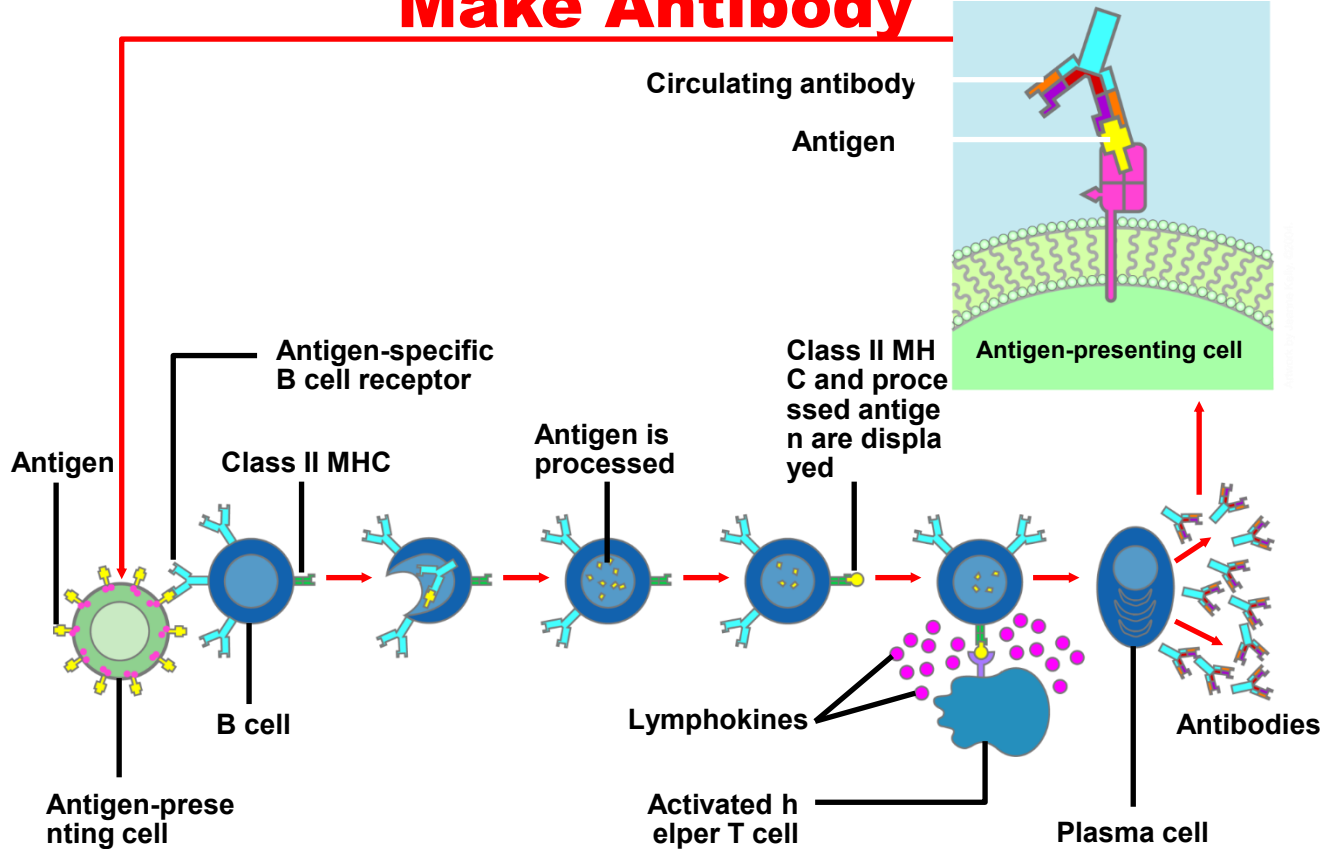 Make Antibody
Circulating antibody
Antigen
Antigen-presenting cell
Antigen-specific
B cell receptor
Class II MH
C and proce
ssed antige
n are displa
yed
Antigen is
processed
Antigen
Class II MHC
B cell
Lymphokines
Antibodies
Antigen-prese
nting cell
Activated h
elper T cell
Plasma cell